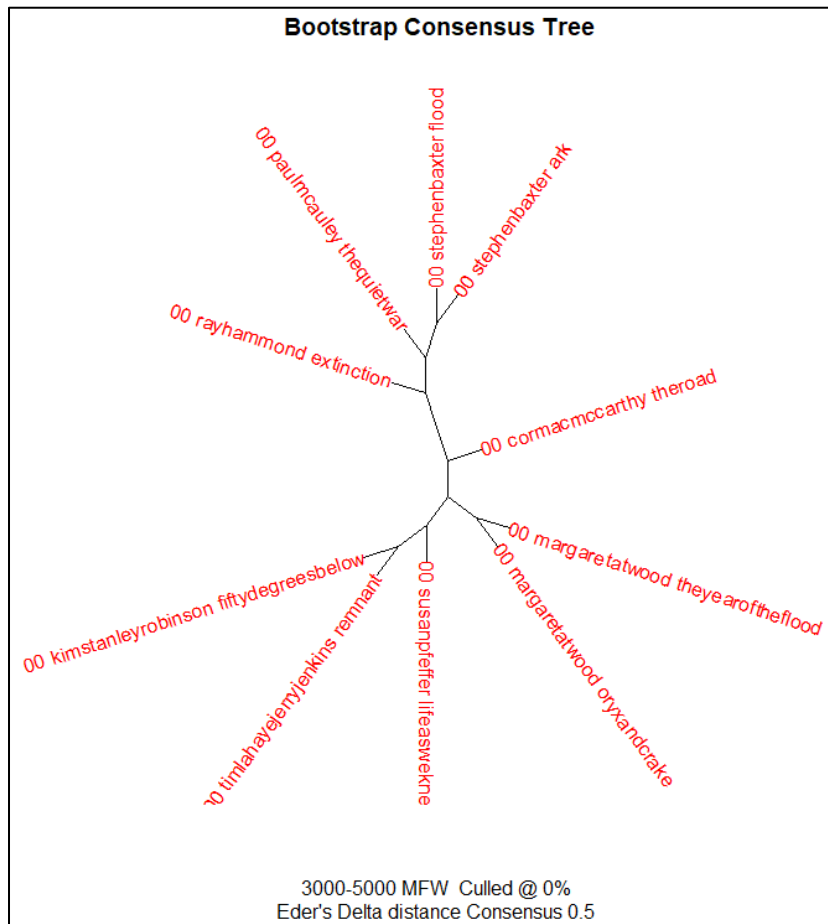 Bootstrap Consensus Tree
00 stephenbaxter flood
00 stephenbaxter ark
00 paulmcauley thequietwar
00 rayhammond extinction
00 cormacmccarthy theroad
00 margaretatwood theyearoftheflood
00 margaretatwood oryxandcrake
00 susanpfeffer lifeaswekne
00 timlahayejerryjenkins remnant
00 kimstanleyrobinson fiftydegreesbelow
3000-5000 MFW Culled @ 0%
Eder's Delta distance Consensus 0.5